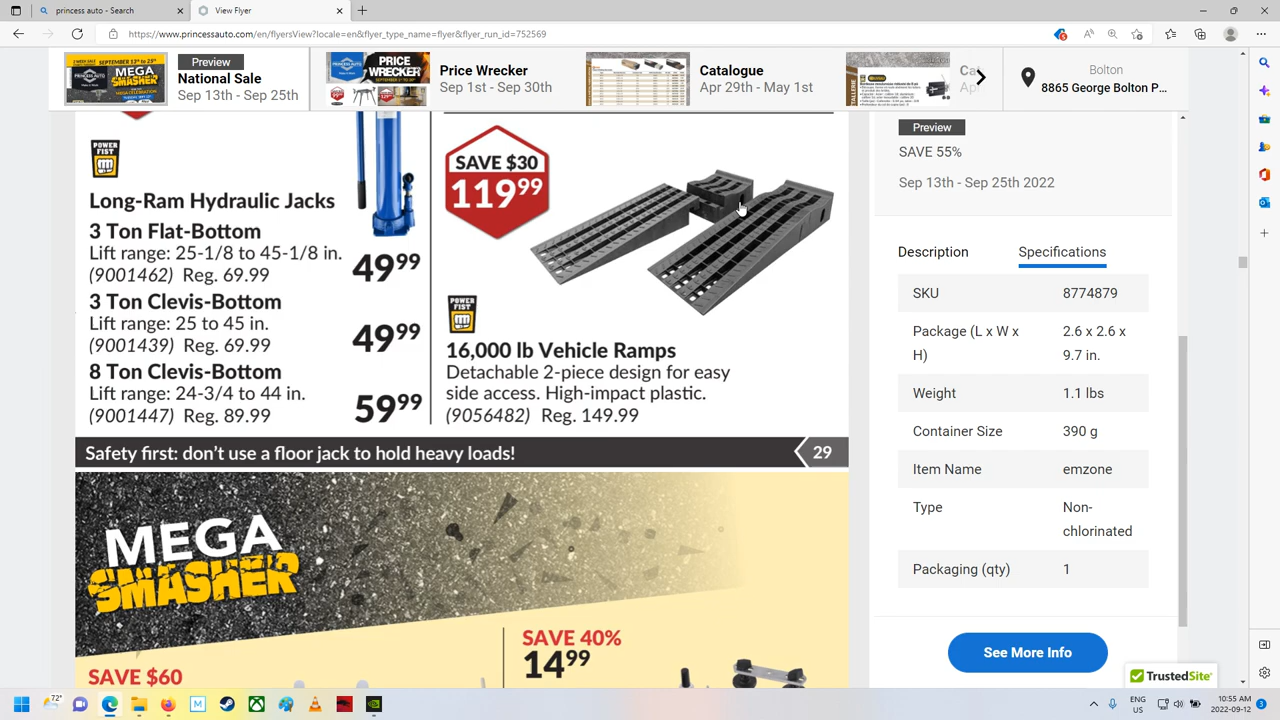 princess auto - Search
View Flyer
https://www.princessauto.com/en/flyersView?locale=en&flyer_type_name=flyer&flyer_run_id=752569
Preview
National Sale
Sep 25th
Price Wrecker
Sep 1st - Sep 30th
Catalogue
Apr 29th - May 1st
8865 George Bolton P...
MEGA
SMASHER
PRICE
WRECKER
POWER
FIST
Long-Ram Hydraulic Jacks
3 Ton Flat-Bottom
Lift range: 25-1/8 to 45-1/8 in.
(9001462) Reg. 69.99
49 99
3 Ton Clevis-Bottom
Lift range: 25 to 45 in.
(9001439) Reg. 69.99
49 99
8 Ton Clevis-Bottom
Lift range: 24-3/4 to 44 in.
(9001447) Reg. 89.99
59 99
SAVE $30
119 99
POWER
FIST
16,000 lb Vehicle Ramps
Detachable 2-piece design for easy
side access. High-impact plastic.
(9056482) Reg. 149.99
Safety first: don't use a floor jack to hold heavy loads!
29
MEGA
SMASHER
SAVE $60
SAVE 40%
14 99
Preview
SAVE 55%
Sep 13th - Sep 25th 2022
Description
Specifications
SKU 8774879
Package (L x W x H) 2.6 x 2.6 x 9.7 in.
Weight 1.1 lbs
Container Size 390 g
Item Name emzone
Type Non-chlorinated
Packaging (qty) 1
See More Info
TrustedSite
72°
ENG
US
10:55 AM
2022-09-12